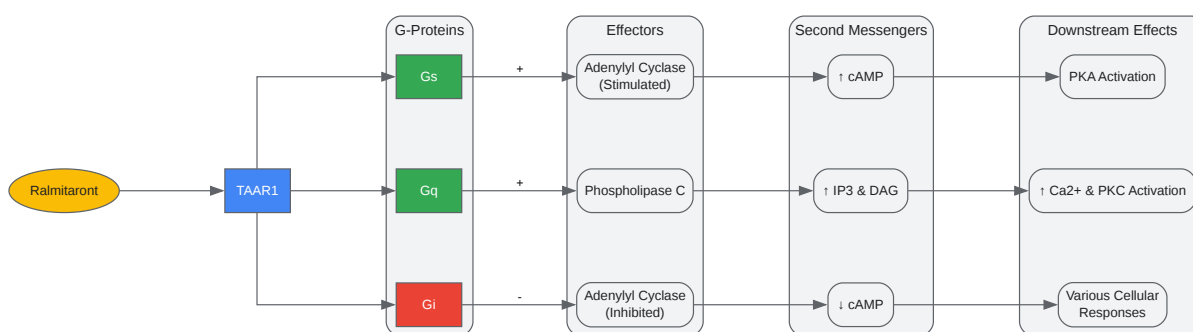 G-Proteins
Effectors
Second Messengers
Downstream Effects
Gs
+
Adenylyl Cyclase
(Stimulated)
↑ cAMP
PKA Activation
Ralmitaront
TAAR1
Gq
+
Phospholipase C
↑ IP3 & DAG
↑ Ca2+ & PKC Activation
Gi
-
Adenylyl Cyclase
(Inhibited)
↓ cAMP
Various Cellular
Responses